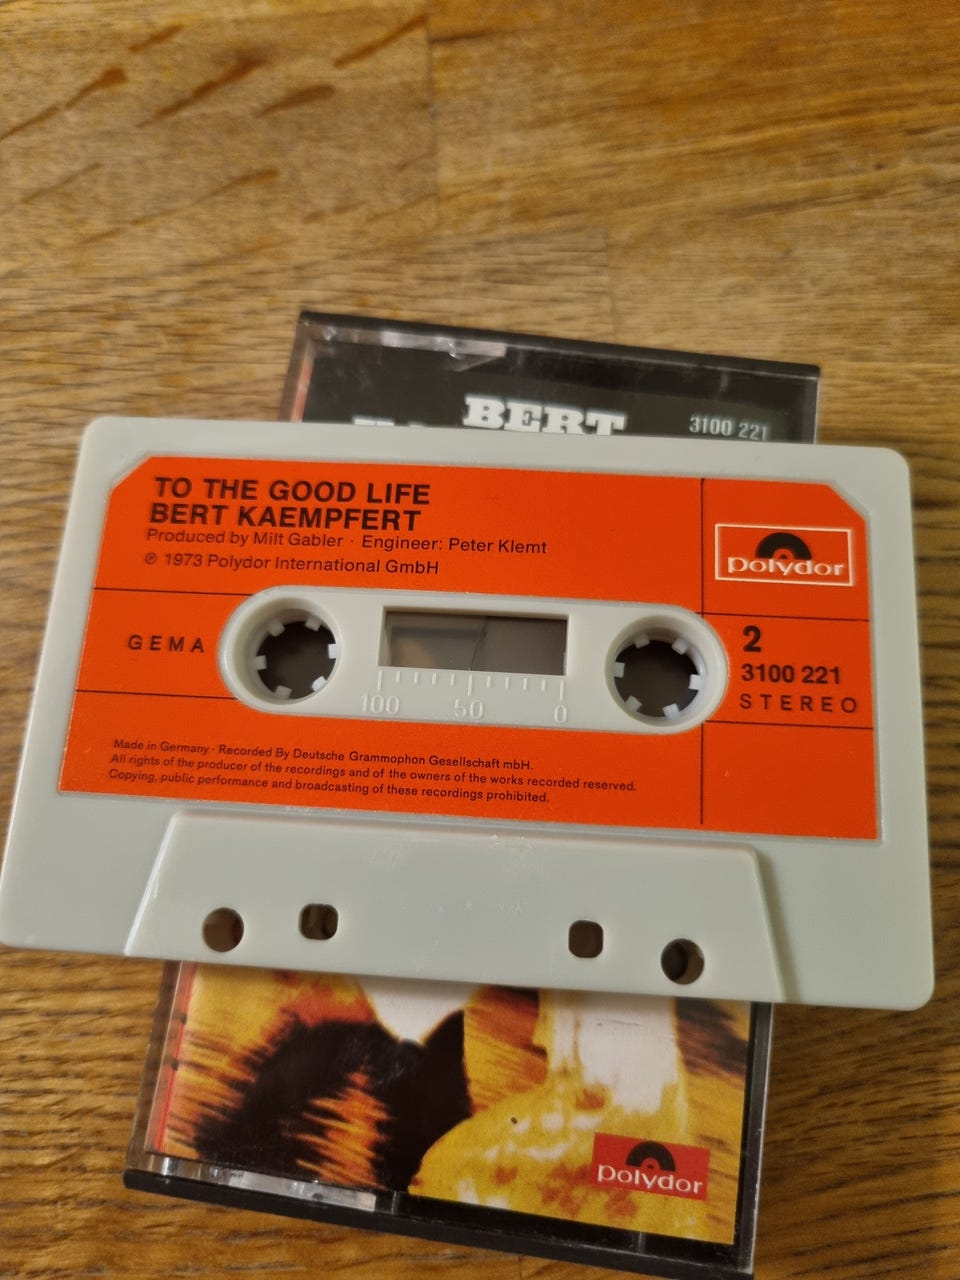 BERT
3100 221
TO THE GOOD LIFE
BERT KAEMPFERT
Produced by Milt Gabler · Engineer: Peter Klemt
℗ 1973 Polydor International GmbH
polydor
GEMA
2
3100 221
STEREO
100 50 0
Made in Germany · Recorded By Deutsche Grammophon Gesellschaft mbH.
All rights of the producer of the recordings and of the owners of the works recorded reserved.
Copying, public performance and broadcasting of these recordings prohibited.
polydor